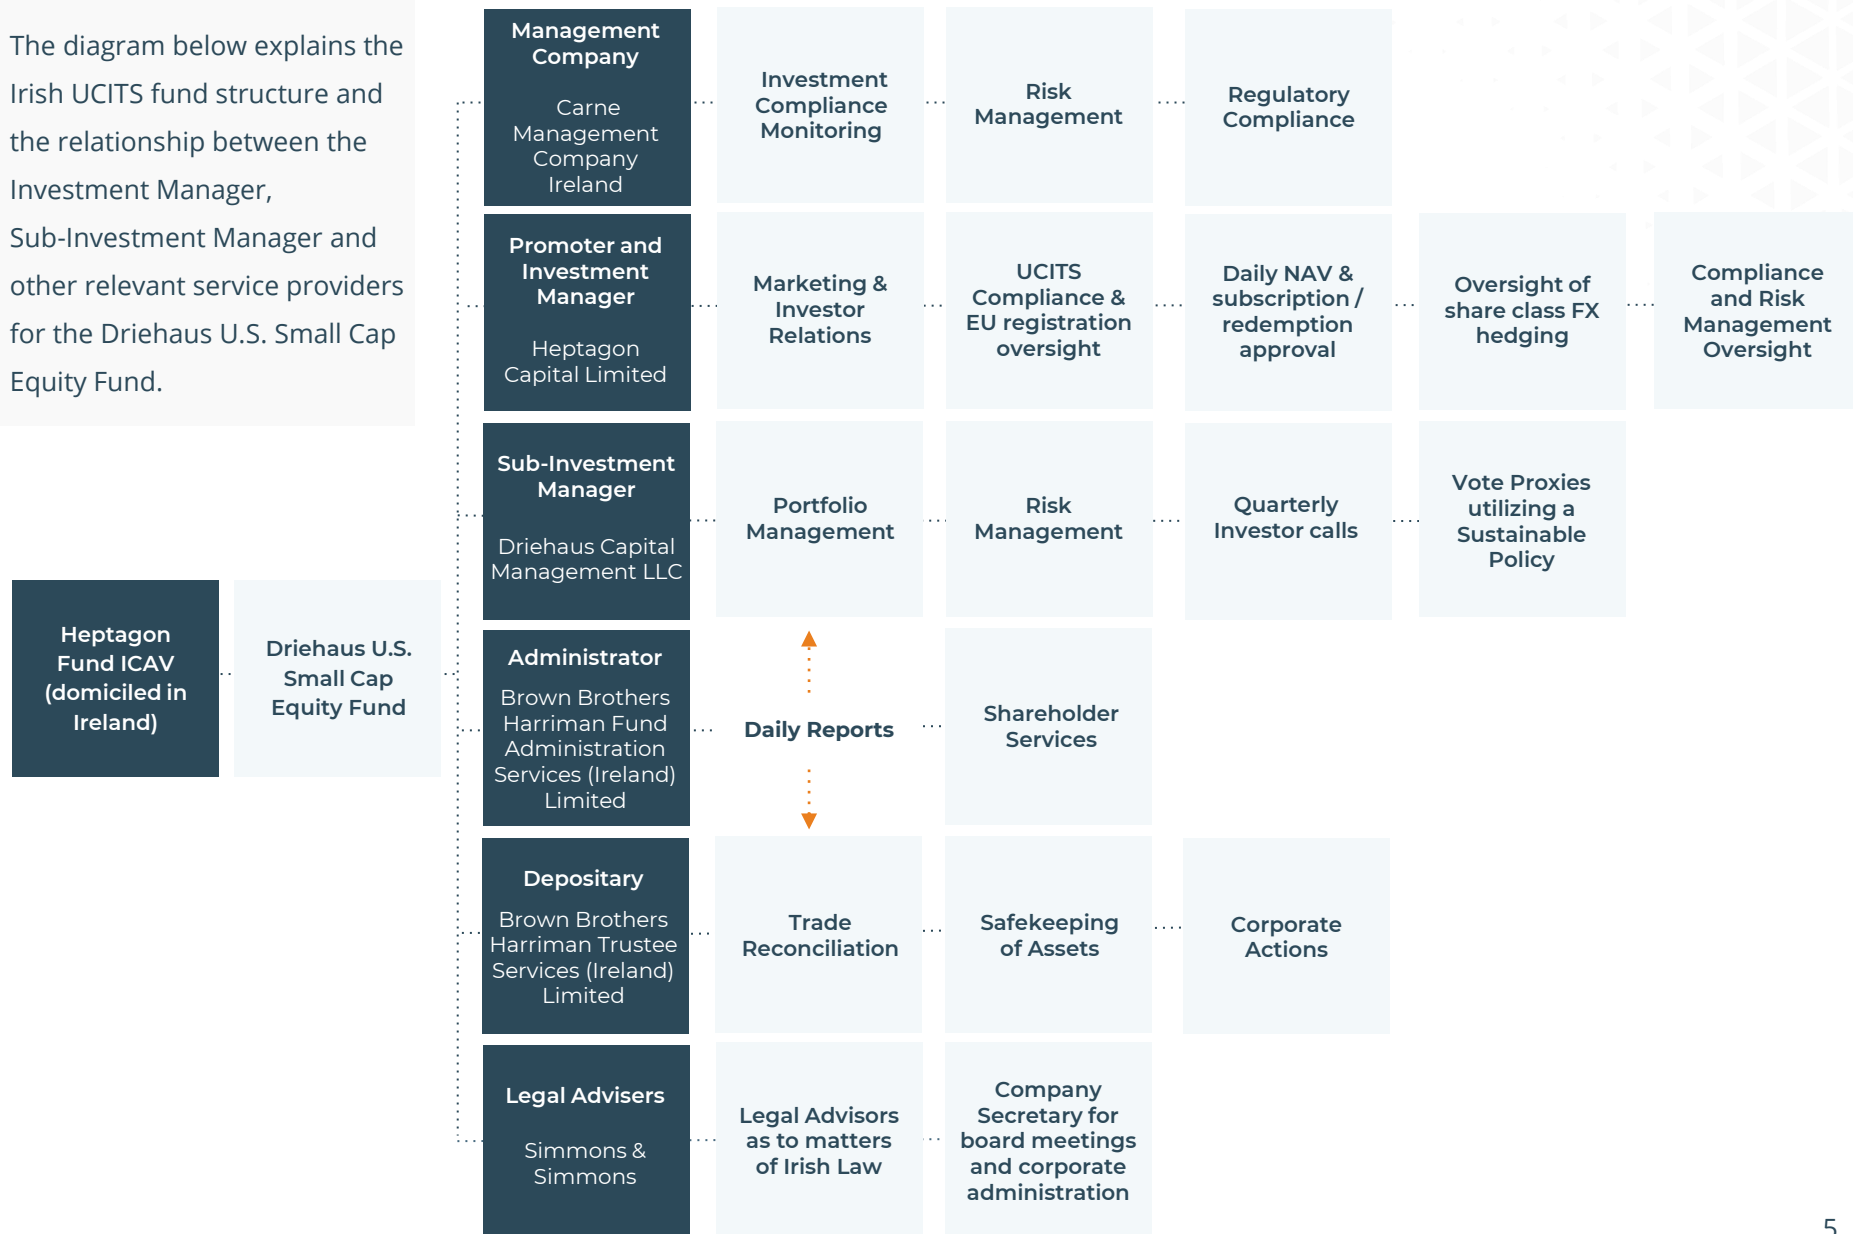 The diagram below explains the
Irish UCITS fund structure and
the relationship between the
Investment Manager,
Sub-Investment Manager and
other relevant service providers
for the Driehaus U.S. Small Cap
Equity Fund.
Heptagon
Fund ICAV
(domiciled in
Ireland)
Driehaus U.S.
Small Cap
Equity Fund
Management
Company
Carne
Management
Company
Ireland
Investment
Compliance
Monitoring
Risk
Management
Regulatory
Compliance
Promoter and
Investment
Manager
Heptagon
Capital Limited
Marketing &
Investor
Relations
UCITS
Compliance &
EU registration
oversight
Daily NAV &
subscription /
redemption
approval
Oversight of
share class FX
hedging
Compliance
and Risk
Management
Oversight
Sub-Investment
Manager
Driehaus Capital
Management LLC
Portfolio
Management
Risk
Management
Quarterly
Investor calls
Vote Proxies
utilizing a
Sustainable
Policy
Administrator
Brown Brothers
Harriman Fund
Administration
Services (Ireland)
Limited
Daily Reports
Shareholder
Services
Depositary
Brown Brothers
Harriman Trustee
Services (Ireland)
Limited
Trade
Reconciliation
Safekeeping
of Assets
Corporate
Actions
Legal Advisers
Simmons &
Simmons
Legal Advisors
as to matters
of Irish Law
Company
Secretary for
board meetings
and corporate
administration
5